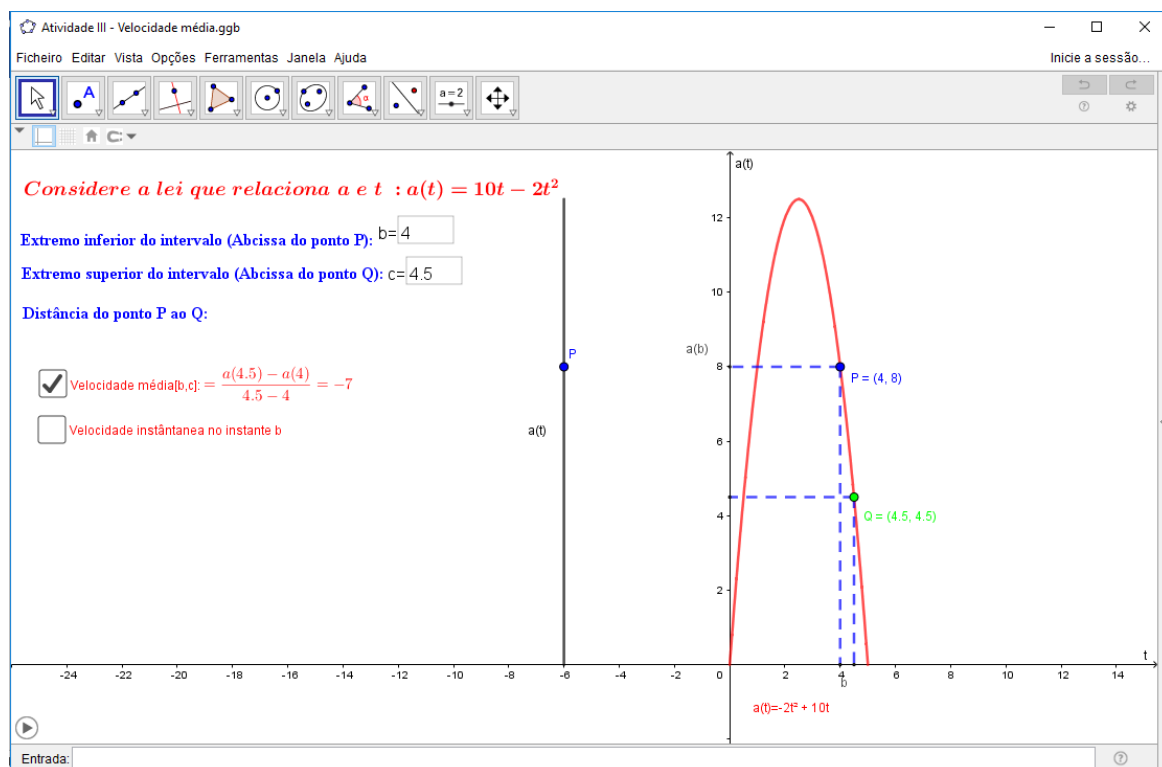 Atividade III - Velocidade média.ggb
Ficheiro Editar Vista Opções Ferramentas Janela Ajuda
Inicie a sessão...
A
a=2
Considere a lei que relaciona a e t : a(t) = 10t − 2t²
Extremo inferior do intervalo (Abcissa do ponto P): b= 4
Extremo superior do intervalo (Abcissa do ponto Q): c= 4.5
Distância do ponto P ao Q:
Velocidade média[b,c]: = a(4.5) − a(4) / 4.5 − 4 = −7
Velocidade instântanea no instante b
P
a(t)
a(t)
12
10
a(b)
8
P = (4, 8)
6
4
Q = (4.5, 4.5)
2
t
-24 -22 -20 -18 -16 -14 -12 -10 -8 -6 -4 -2 0 2 4 6 8 10 12 14
b
a(t)=-2t² + 10t
Entrada: